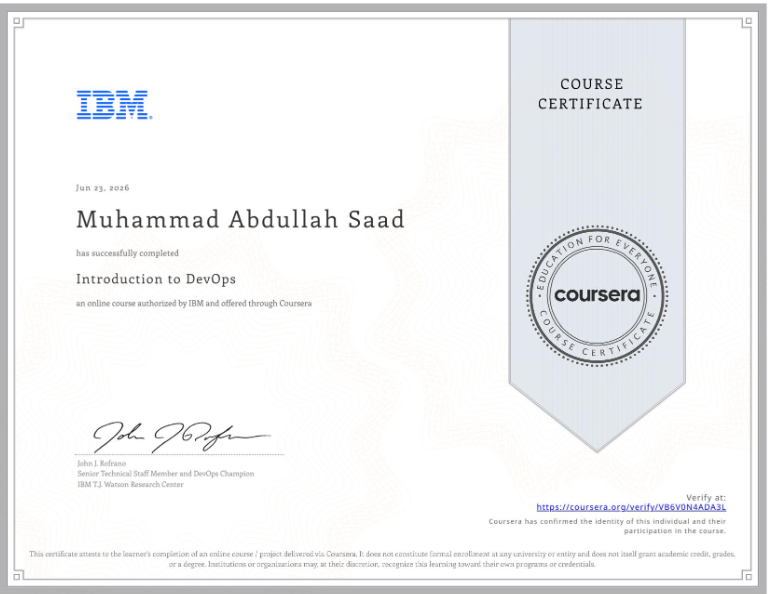 IBM
COURSE
CERTIFICATE
Jun 23, 2026
Muhammad Abdullah Saad
has successfully completed
Introduction to DevOps
an online course authorized by IBM and offered through Coursera
EDUCATION FOR EVERYONE
coursera
COURSE CERTIFICATE
John J. Rofrano
Senior Technical Staff Member and DevOps Champion
IBM T.J. Watson Research Center
Verify at:
https://coursera.org/verify/VB6V0N4ADA3L
Coursera has confirmed the identity of this individual and their
participation in the course.
This certificate attests to the learner's completion of an online course / project delivered via Coursera. It does not constitute formal enrollment at any university or entity and does not itself grant academic credit, grades,
or a degree. Institutions or organizations may, at their discretion, recognize this learning toward their own programs or credentials.